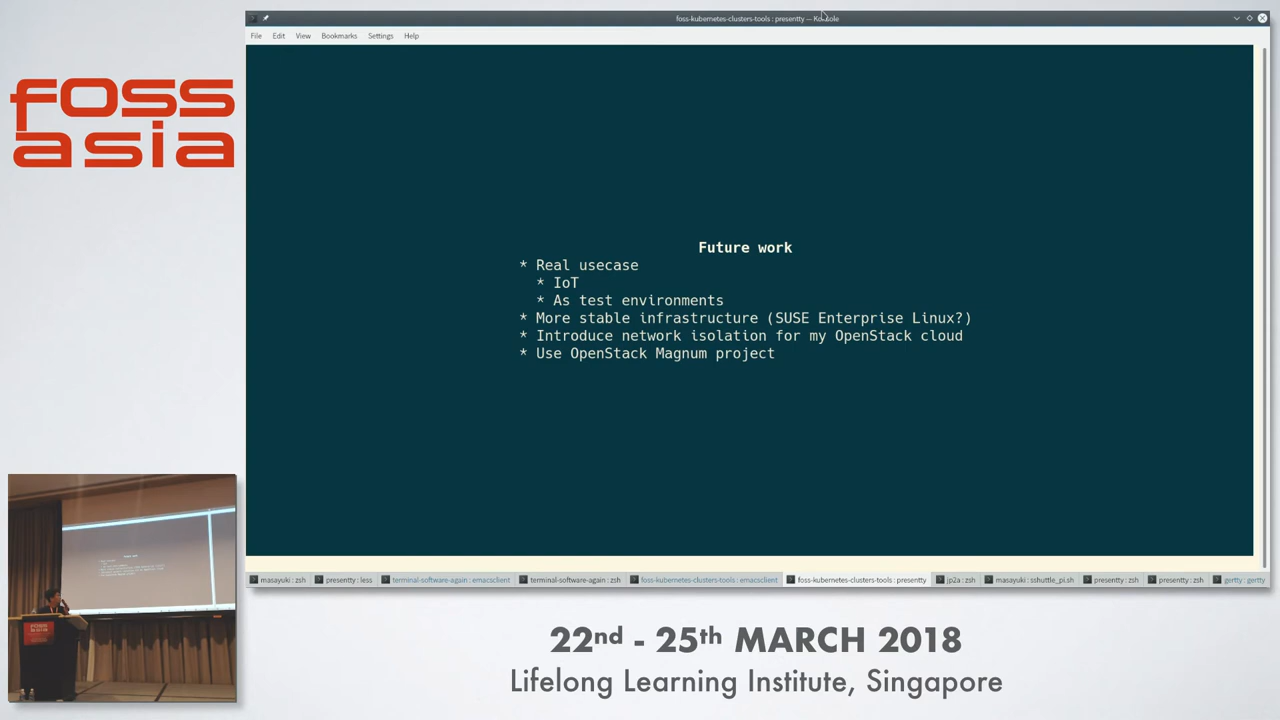 foss-kubernetes-clusters-tools : presentty — Konsole
File Edit View Bookmarks Settings Help
foss
asia
Future work
* Real usecase
* IoT
* As test environments
* More stable infrastructure (SUSE Enterprise Linux?)
* Introduce network isolation for my OpenStack cloud
* Use OpenStack Magnum project
masayuki : zsh presentty : less terminal-software-again : emacsclient terminal-software-again : zsh foss-kubernetes-clusters-tools : emacsclient foss-kubernetes-clusters-tools : presentty jp2a : zsh masayuki : sshuttle_pi.sh presentty : zsh presentty : zsh gertty : gertty
22nd - 25th MARCH 2018
Lifelong Learning Institute, Singapore